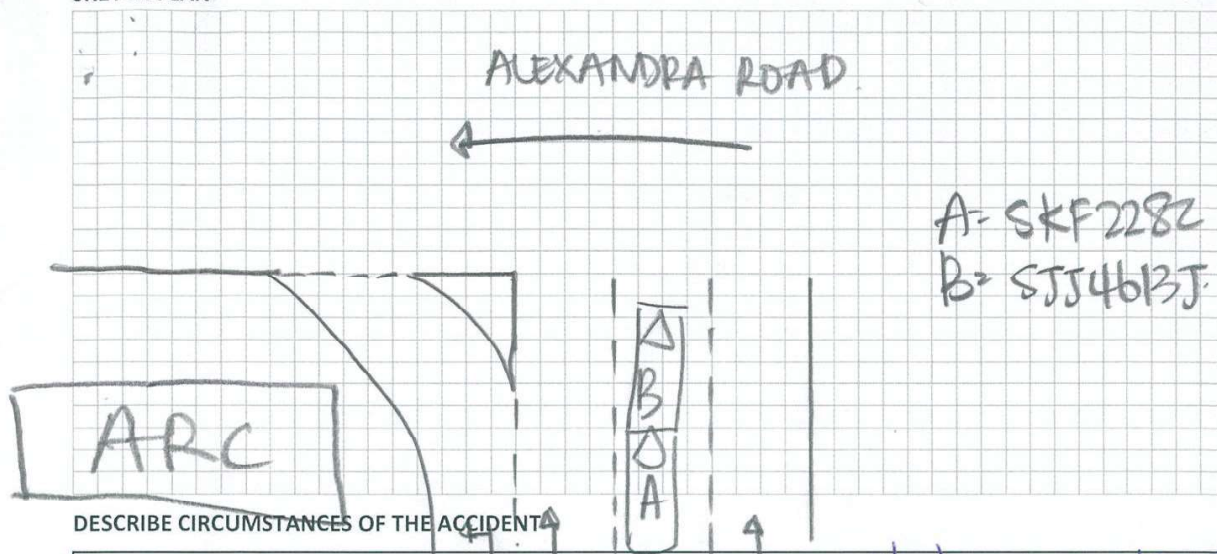 ALEXANDRA ROAD.
A= SKF2282
B= SJJ4613J.
B
ARC
A
DESCRIBE CIRCUMSTANCES OF THE ACCIDENT